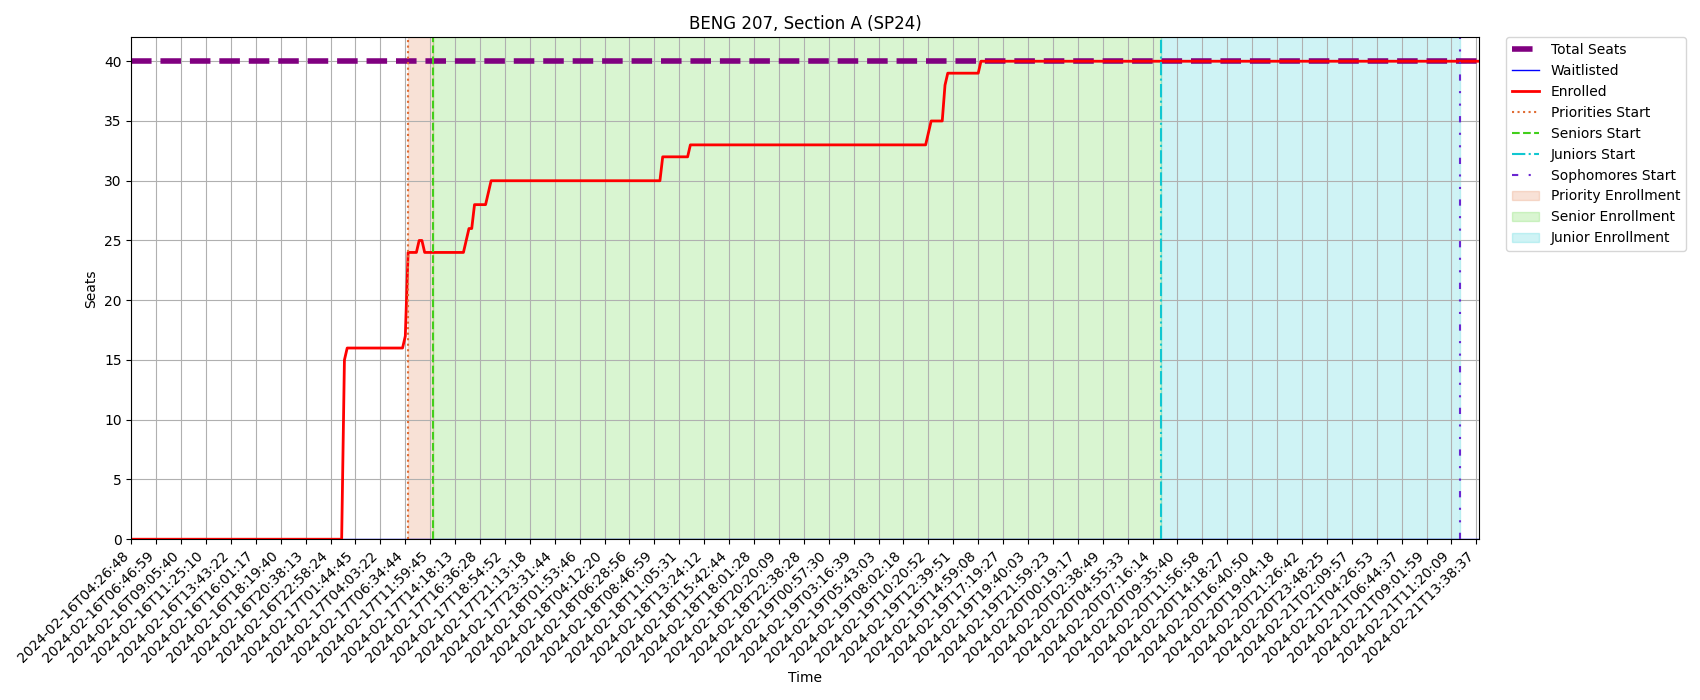 BENG 207, Section A (SP24)
Seats
40
35
30
25
20
15
10
5
0
2024-02-16T04:26:48
2024-02-16T06:46:59
2024-02-16T09:05:40
2024-02-16T11:25:10
2024-02-16T13:43:22
2024-02-16T16:01:17
2024-02-16T18:19:40
2024-02-16T20:38:13
2024-02-16T22:58:24
2024-02-17T01:44:45
2024-02-17T04:03:22
2024-02-17T06:34:44
2024-02-17T11:59:45
2024-02-17T14:18:13
2024-02-17T16:36:28
2024-02-17T18:54:52
2024-02-17T21:13:18
2024-02-17T23:31:44
2024-02-18T01:53:46
2024-02-18T04:12:20
2024-02-18T06:28:56
2024-02-18T08:46:59
2024-02-18T11:05:31
2024-02-18T13:24:12
2024-02-18T15:42:44
2024-02-18T18:01:28
2024-02-18T20:20:09
2024-02-18T22:38:28
2024-02-19T00:57:30
2024-02-19T03:16:39
2024-02-19T05:43:03
2024-02-19T08:02:18
2024-02-19T10:20:52
2024-02-19T12:39:51
2024-02-19T14:59:08
2024-02-19T17:19:27
2024-02-19T19:40:03
2024-02-19T21:59:23
2024-02-20T00:19:17
2024-02-20T02:38:49
2024-02-20T04:55:33
2024-02-20T07:16:14
2024-02-20T09:35:40
2024-02-20T11:56:58
2024-02-20T14:18:27
2024-02-20T16:40:50
2024-02-20T19:04:18
2024-02-20T21:26:42
2024-02-20T23:48:25
2024-02-21T02:09:57
2024-02-21T04:26:53
2024-02-21T06:44:37
2024-02-21T09:01:59
2024-02-21T11:20:09
2024-02-21T13:38:37
Time
Total Seats
Waitlisted
Enrolled
Priorities Start
Seniors Start
Juniors Start
Sophomores Start
Priority Enrollment
Senior Enrollment
Junior Enrollment